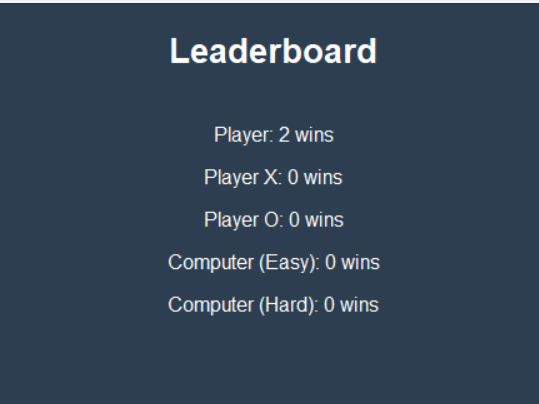 Leaderboard
Player: 2 wins
Player X: 0 wins
Player O: 0 wins
Computer (Easy): 0 wins
Computer (Hard): 0 wins